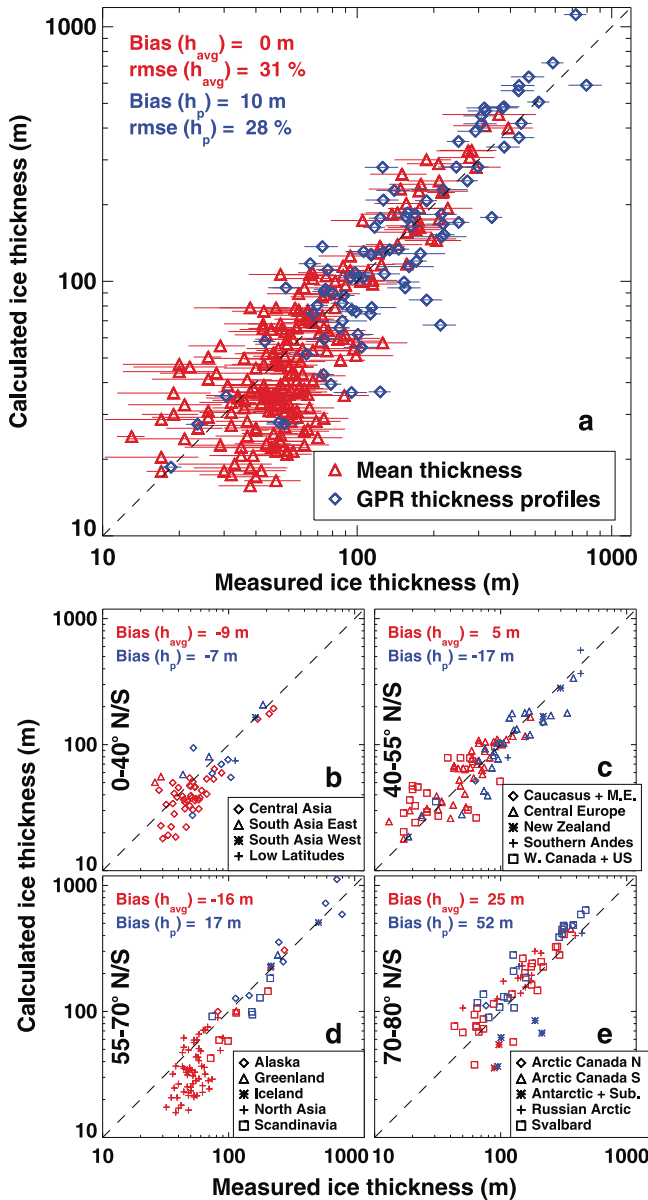 1000
Bias (havg) = 0 m
rmse (havg) = 31 %
Bias (hp) = 10 m
rmse (hp) = 28 %
Calculated ice thickness (m)
100
a
Mean thickness
GPR thickness profiles
10
10 100 1000
Measured ice thickness (m)
1000
Bias (havg) = -9 m
Bias (hp) = -7 m
0-40° N/S
100
b
Central Asia
South Asia East
South Asia West
Low Latitudes
10
Bias (havg) = 5 m
Bias (hp) = -17 m
40-55° N/S
c
Caucasus + M.E.
Central Europe
New Zealand
Southern Andes
W. Canada + US
Calculated ice thickness (m)
1000
Bias (havg) = -16 m
Bias (hp) = 17 m
55-70° N/S
100
d
Alaska
Greenland
Iceland
North Asia
Scandinavia
10
10 100 1000
Bias (havg) = 25 m
Bias (hp) = 52 m
70-80° N/S
e
Arctic Canada N
Arctic Canada S
Antarctic + Sub.
Russian Arctic
Svalbard
10 100 1000
Measured ice thickness (m)